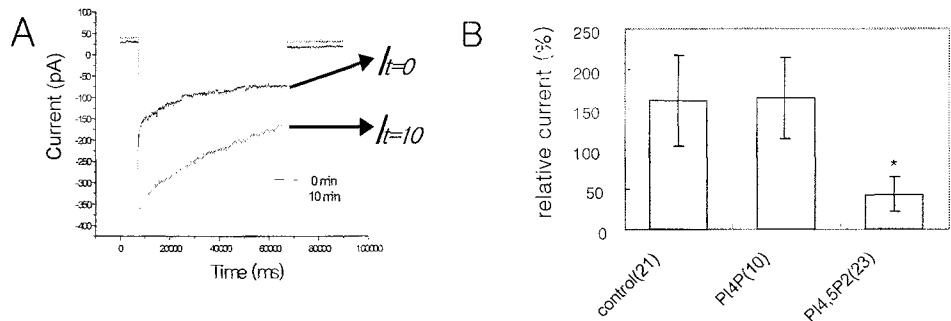 A
Current (pA)
100
50
0
-50
-100
-150
-200
-250
-300
-350
-400
0
20000
40000
60000
80000
100000
Time (ms)
It=0
It=10
0 min
10 min
B
relative current (%)
250
200
150
100
50
0
*
control(21)
PI4P(10)
PI4,5P2(23)